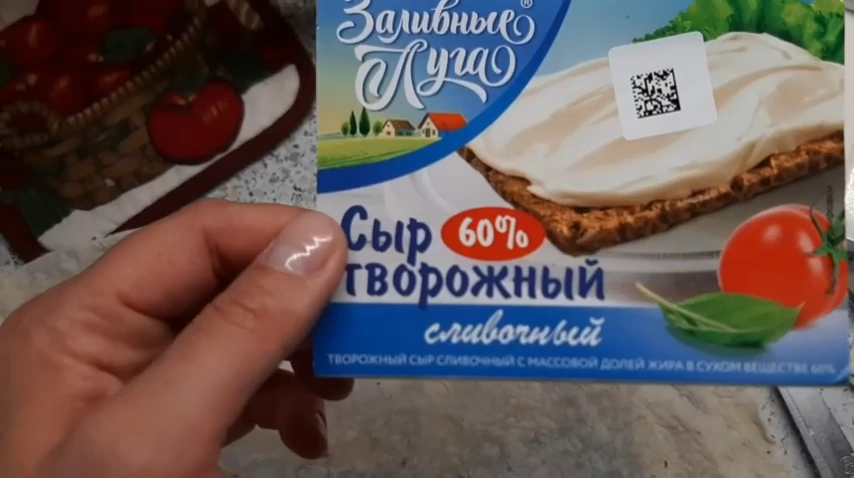 Заливные®
Луга
Сыр 60%
творожный
сливочный
ТВОРОЖНЫЙ СЫР СЛИВОЧНЫЙ С МАССОВОЙ ДОЛЕЙ ЖИРА В СУХОМ ВЕЩЕСТВЕ 60%